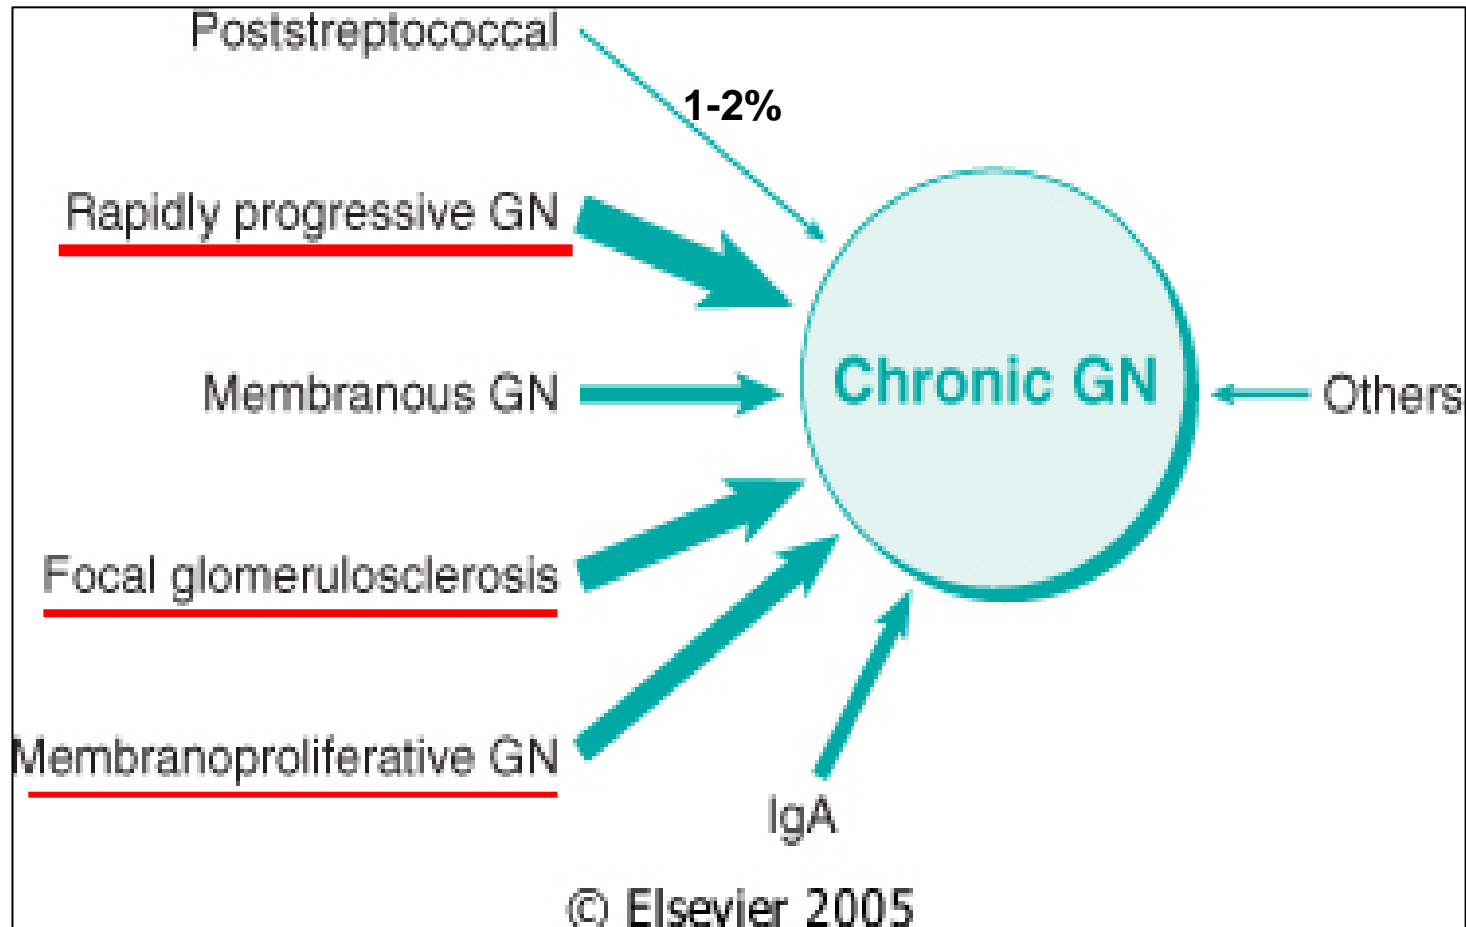 Poststreptococcal
1-2%
Rapidly progressive GN
Membranous GN
Chronic GN
Others
Focal glomerulosclerosis
Membranoproliferative GN
IgA
© Elsevier 2005